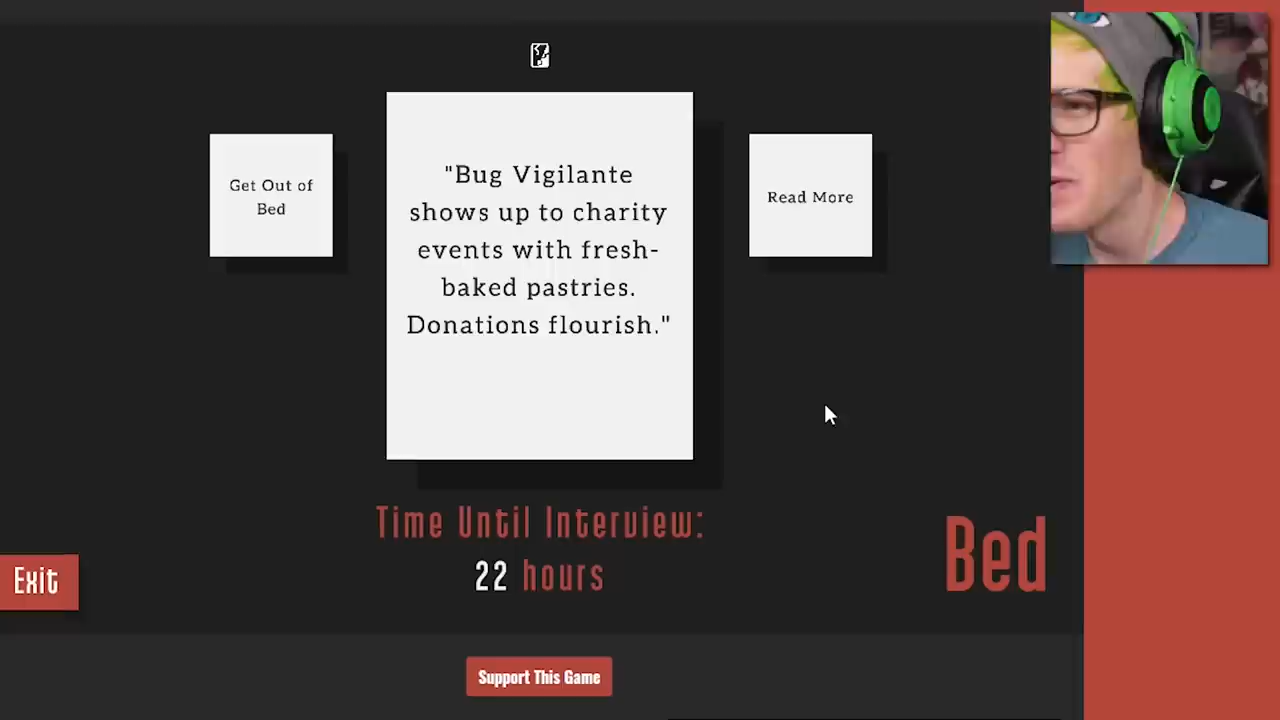 "Bug Vigilante
shows up to charity
events with fresh-
baked pastries.
Donations flourish."
Get Out of
Bed
Read More
Time Until Interview:
22 hours
Bed
Exit
Support This Game